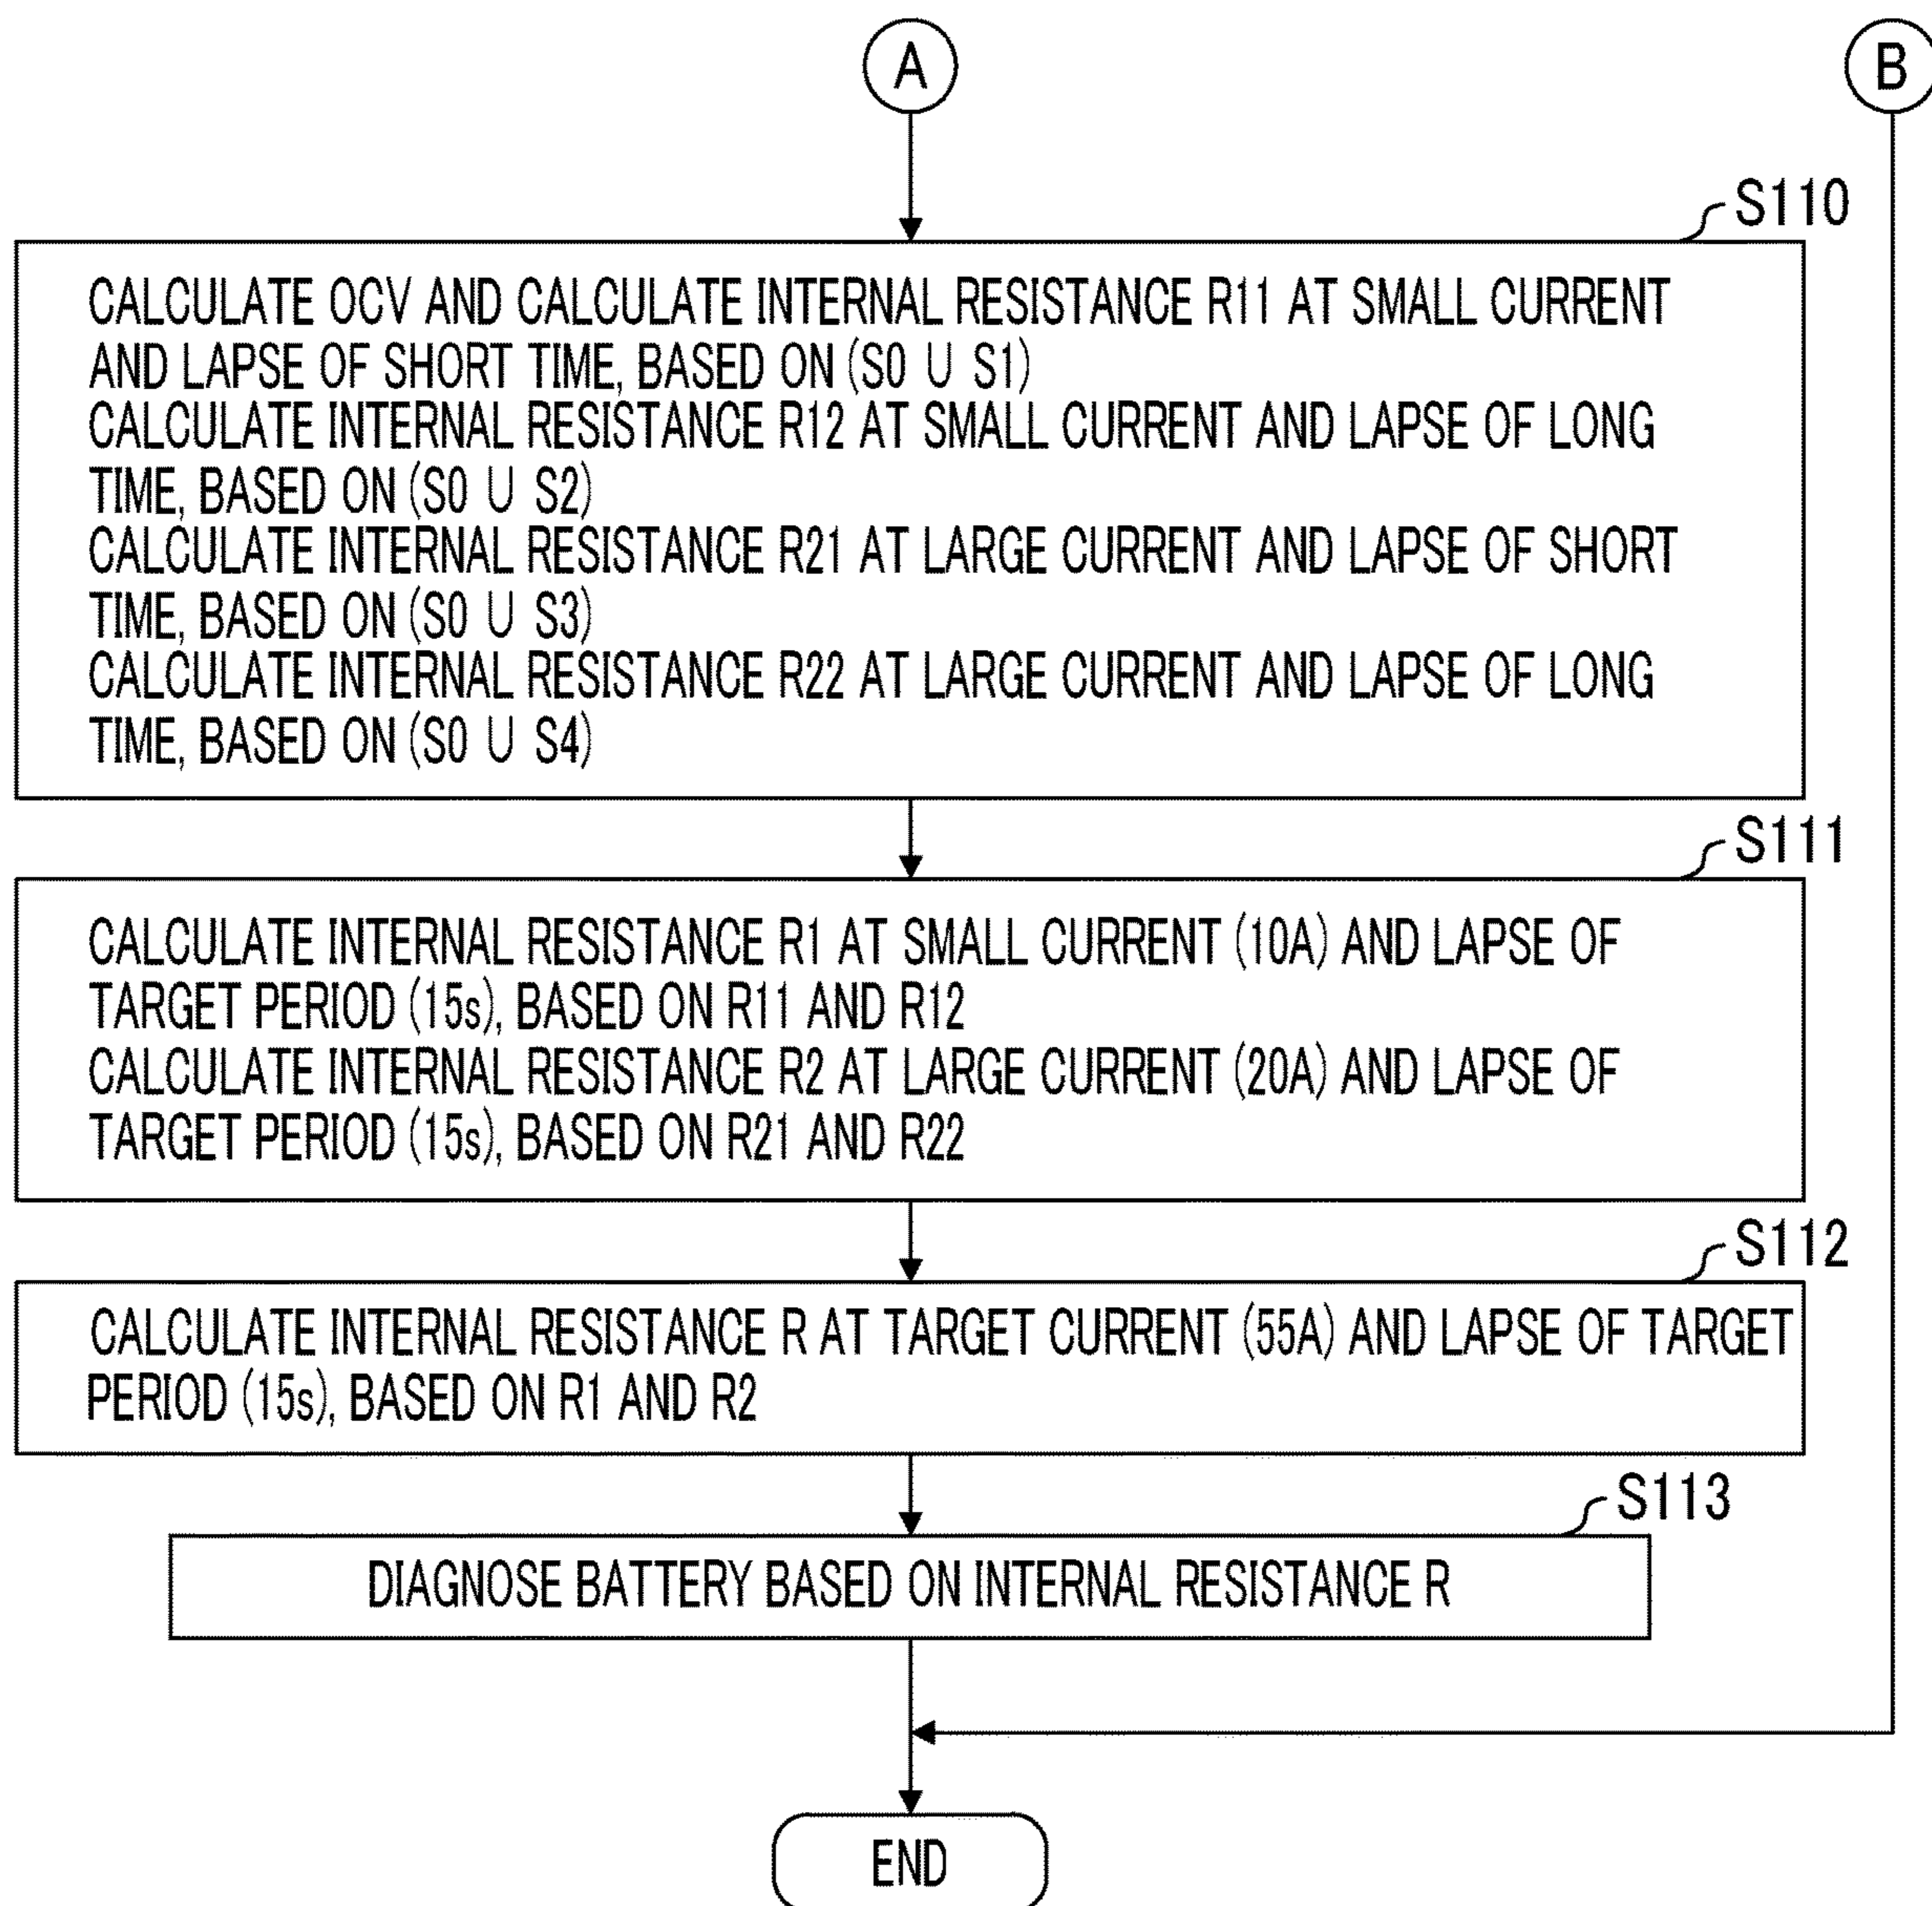 A
B
S110
CALCULATE OCV AND CALCULATE INTERNAL RESISTANCE R11 AT SMALL CURRENT
AND LAPSE OF SHORT TIME, BASED ON (S0 ∪ S1)
CALCULATE INTERNAL RESISTANCE R12 AT SMALL CURRENT AND LAPSE OF LONG
TIME, BASED ON (S0 ∪ S2)
CALCULATE INTERNAL RESISTANCE R21 AT LARGE CURRENT AND LAPSE OF SHORT
TIME, BASED ON (S0 ∪ S3)
CALCULATE INTERNAL RESISTANCE R22 AT LARGE CURRENT AND LAPSE OF LONG
TIME, BASED ON (S0 ∪ S4)
S111
CALCULATE INTERNAL RESISTANCE R1 AT SMALL CURRENT (10A) AND LAPSE OF
TARGET PERIOD (15s), BASED ON R11 AND R12
CALCULATE INTERNAL RESISTANCE R2 AT LARGE CURRENT (20A) AND LAPSE OF
TARGET PERIOD (15s), BASED ON R21 AND R22
S112
CALCULATE INTERNAL RESISTANCE R AT TARGET CURRENT (55A) AND LAPSE OF TARGET
PERIOD (15s), BASED ON R1 AND R2
S113
DIAGNOSE BATTERY BASED ON INTERNAL RESISTANCE R
END